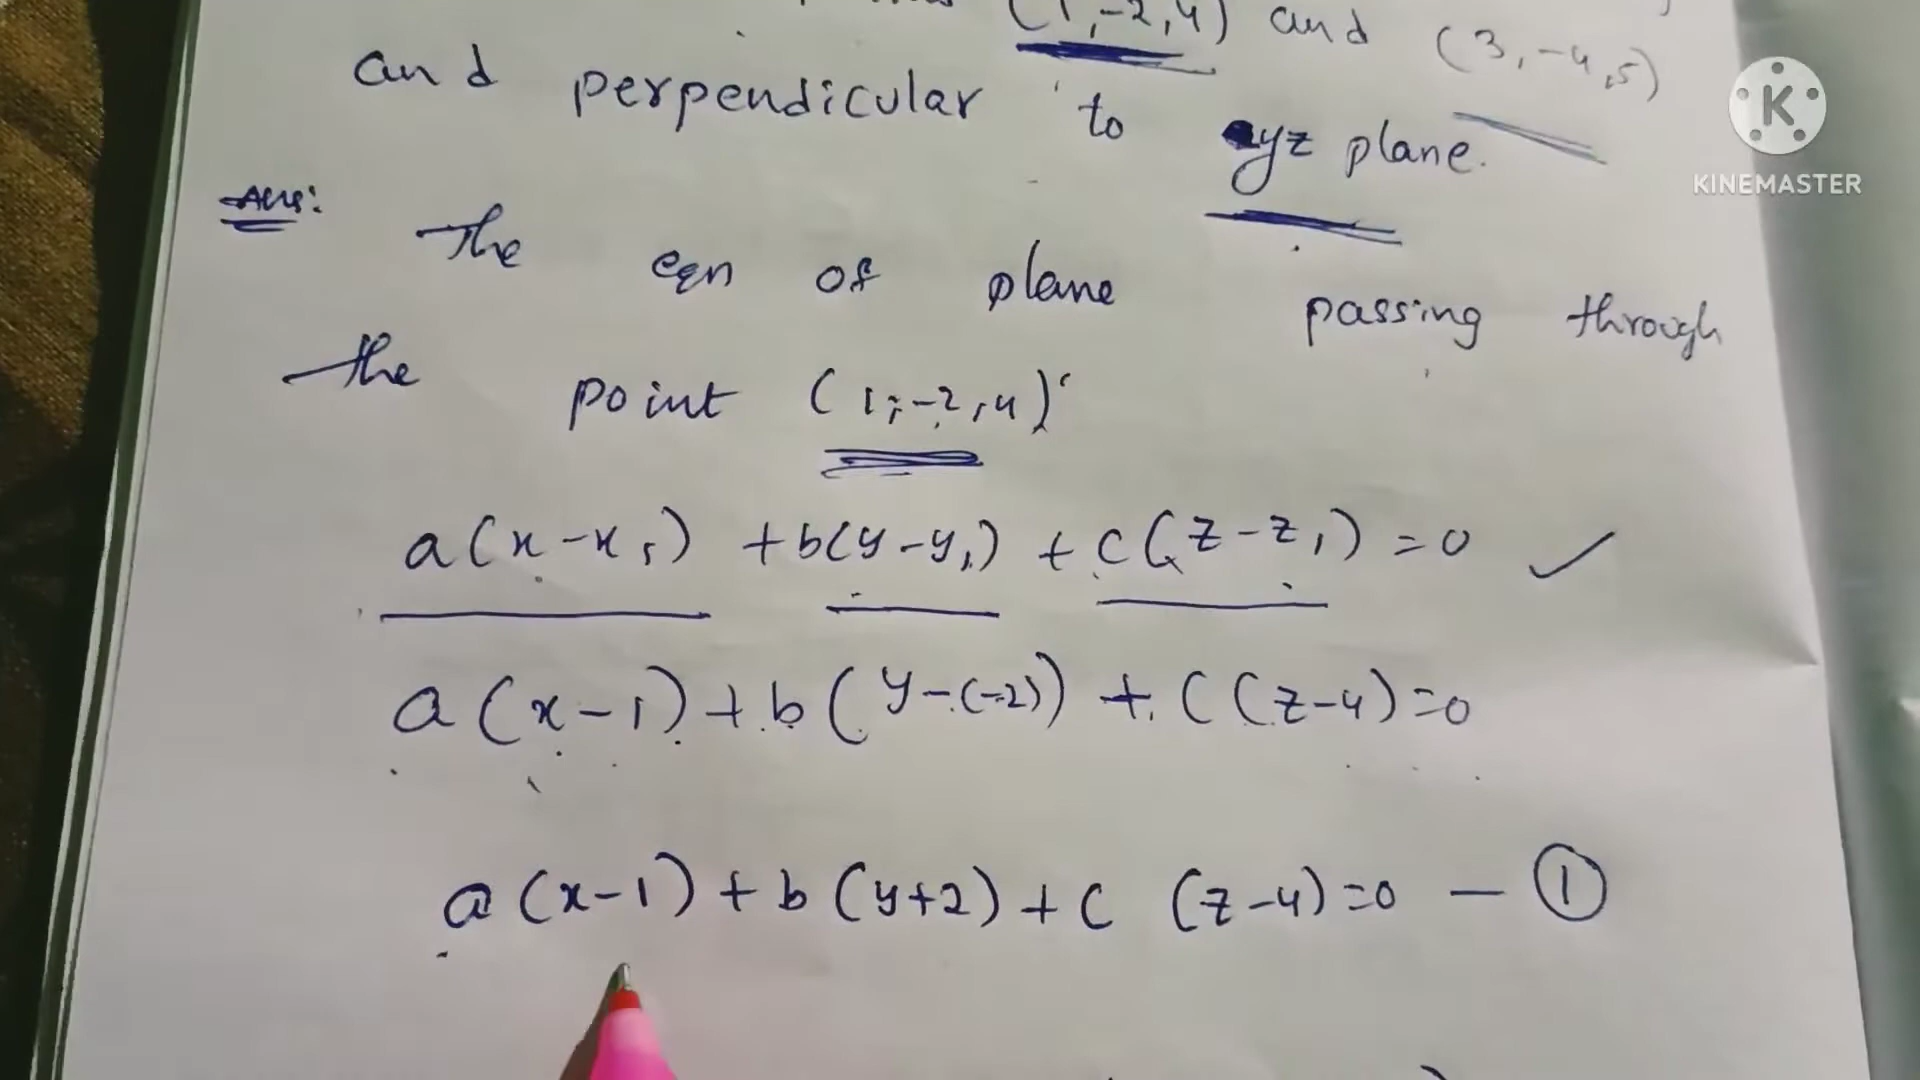 (1,-2,4) and (3,-4,5)
and perpendicular to yz plane.
K
KINEMASTER
Ans:
The eqn of plane passing through
the point (1,-2,4)
a(x-x₁) +b(y-y₁) +c(z-z₁)=0 ✓
a(x-1)+b(y-(-2)) + c(z-4)=0
a(x-1)+b(y+2)+c (z-4)=0 — ①